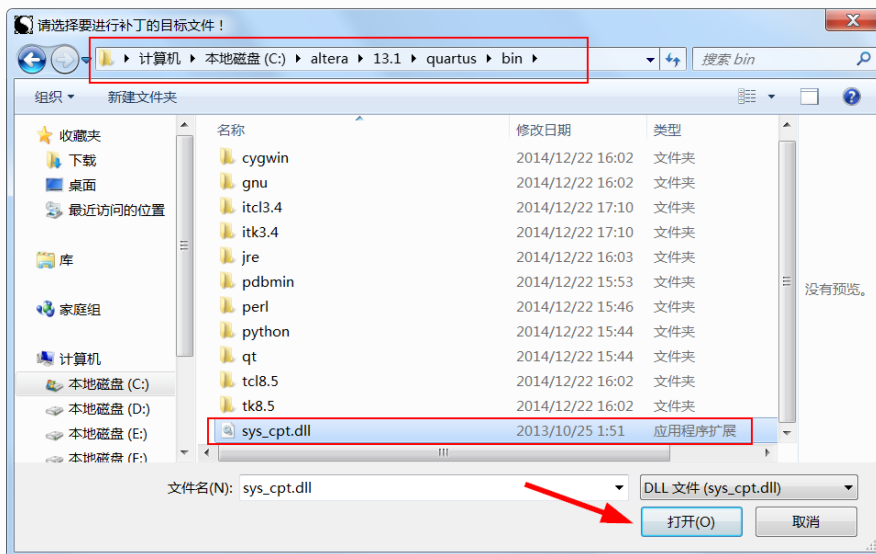 请选择要进行补丁的目标文件！
计算机 本地磁盘 (C:) altera 13.1 quartus bin 搜索 bin
组织 新建文件夹
名称 修改日期 类型
收藏夹
下载
桌面
最近访问的位置
库
家庭组
计算机
本地磁盘 (C:)
本地磁盘 (D:)
本地磁盘 (E:)
本地磁盘 (F:)
cygwin 2014/12/22 16:02 文件夹
gnu 2014/12/22 16:02 文件夹
itcl3.4 2014/12/22 17:10 文件夹
itk3.4 2014/12/22 17:10 文件夹
jre 2014/12/22 16:03 文件夹
pdbmin 2014/12/22 15:53 文件夹
perl 2014/12/22 15:46 文件夹
python 2014/12/22 15:44 文件夹
qt 2014/12/22 15:44 文件夹
tcl8.5 2014/12/22 16:02 文件夹
tk8.5 2014/12/22 16:02 文件夹
sys_cpt.dll 2013/10/25 1:51 应用程序扩展
没有预览。
文件名(N): sys_cpt.dll DLL 文件 (sys_cpt.dll)
打开(O) 取消